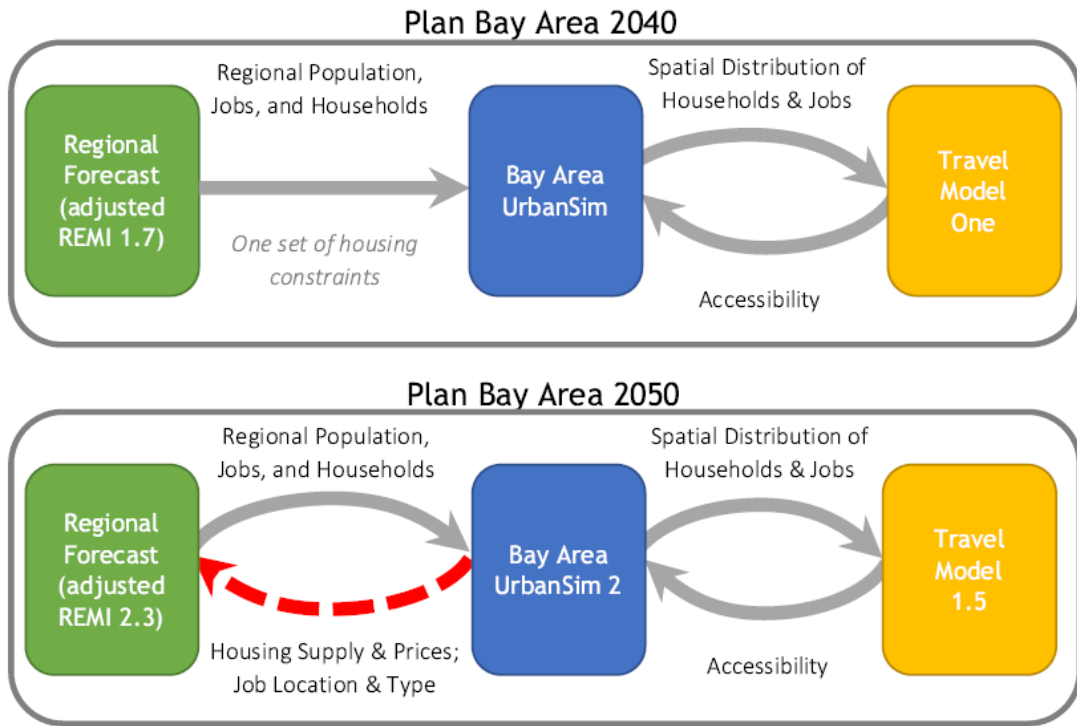 Plan Bay Area 2040
Regional Population,
Jobs, and Households
Spatial Distribution of
Households & Jobs
Regional
Forecast
(adjusted
REMI 1.7)
Bay Area
UrbanSim
Travel
Model
One
One set of housing
constraints
Accessibility
Plan Bay Area 2050
Regional Population,
Jobs, and Households
Spatial Distribution of
Households & Jobs
Regional
Forecast
(adjusted
REMI 2.3)
Bay Area
UrbanSim 2
Travel
Model
1.5
Housing Supply & Prices;
Job Location & Type
Accessibility